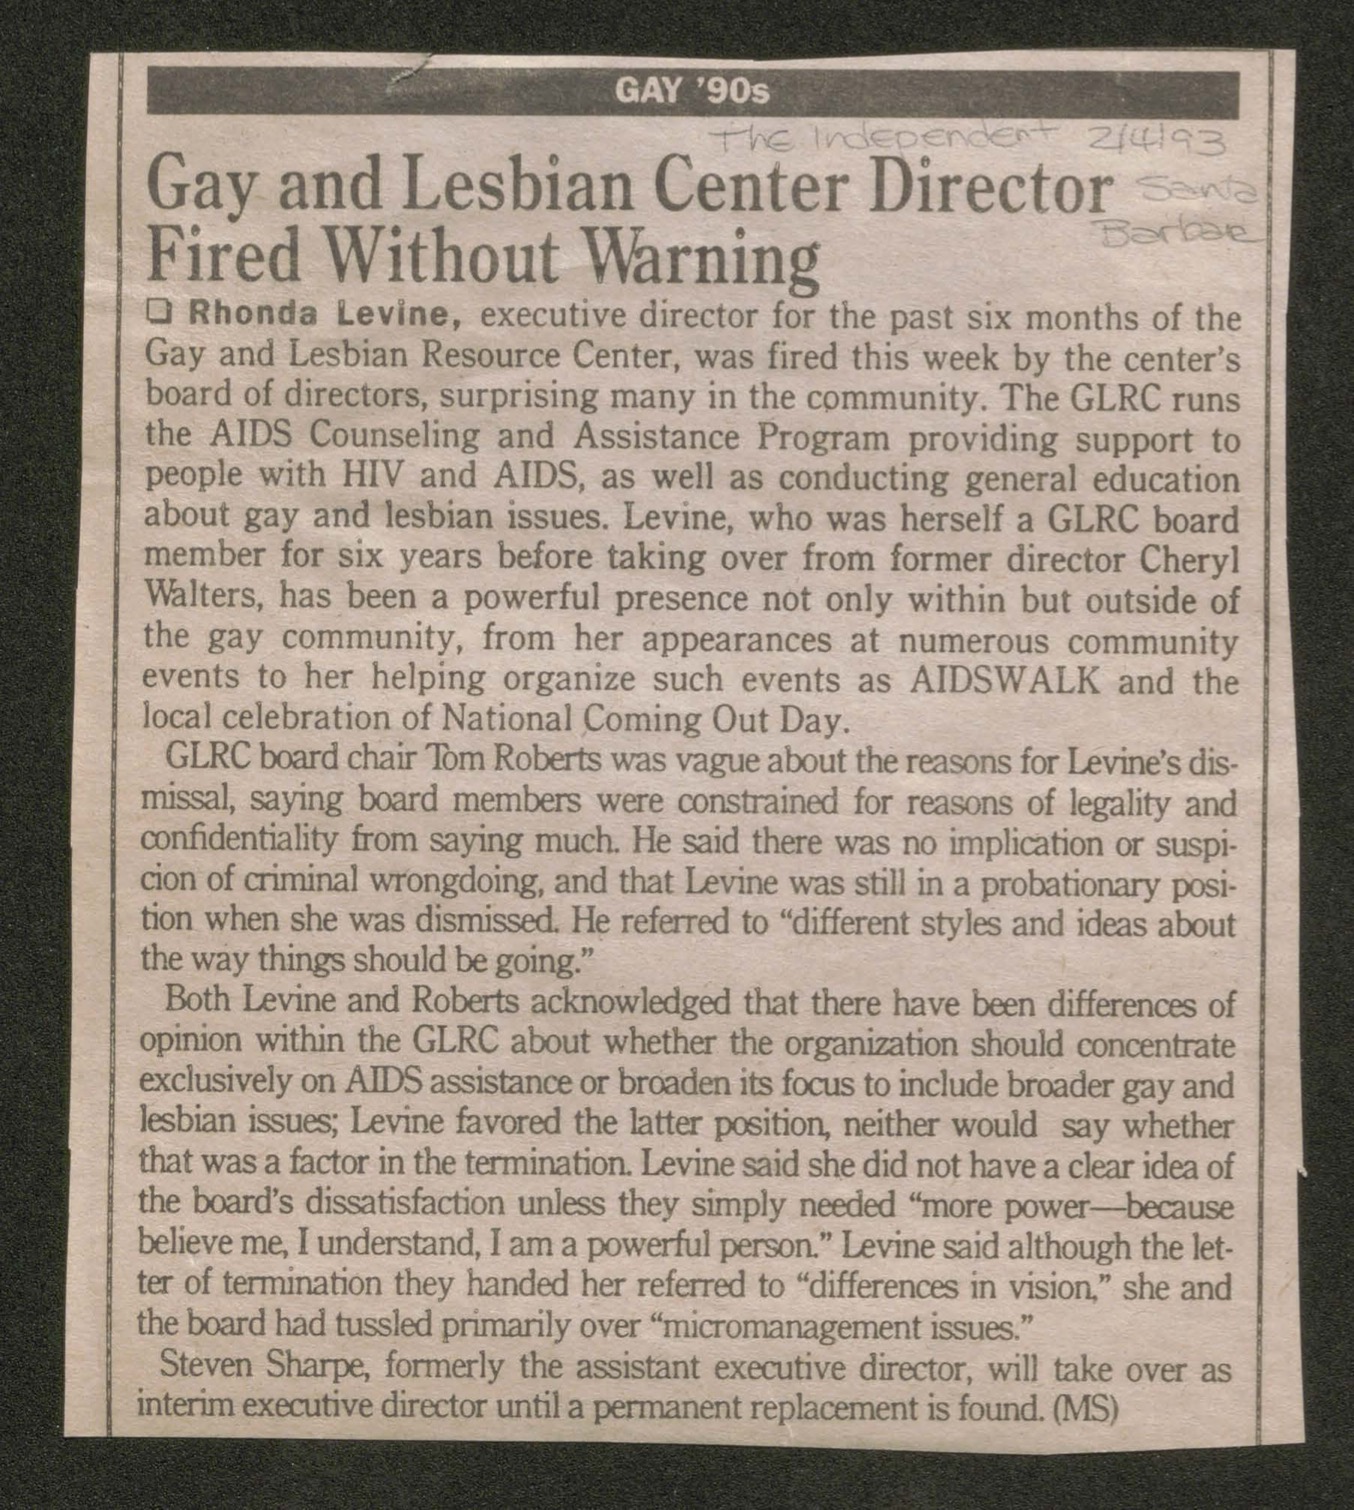 GAY '90s
The Independent 2/4/93
Gay and Lesbian Center Director
Santa
Barbar
Fired Without Warning
❑ Rhonda Levine, executive director for the past six months of the
Gay and Lesbian Resource Center, was fired this week by the center's
board of directors, surprising many in the community. The GLRC runs
the AIDS Counseling and Assistance Program providing support to
people with HIV and AIDS, as well as conducting general education
about gay and lesbian issues. Levine, who was herself a GLRC board
member for six years before taking over from former director Cheryl
Walters, has been a powerful presence not only within but outside of
the gay community, from her appearances at numerous community
events to her helping organize such events as AIDSWALK and the
local celebration of National Coming Out Day.
GLRC board chair Tom Roberts was vague about the reasons for Levine's dis-
missal, saying board members were constrained for reasons of legality and
confidentiality from saying much. He said there was no implication or suspi-
cion of criminal wrongdoing, and that Levine was still in a probationary posi-
tion when she was dismissed. He referred to “different styles and ideas about
the way things should be going.”
Both Levine and Roberts acknowledged that there have been differences of
opinion within the GLRC about whether the organization should concentrate
exclusively on AIDS assistance or broaden its focus to include broader gay and
lesbian issues; Levine favored the latter position, neither would say whether
that was a factor in the termination. Levine said she did not have a clear idea of
the board's dissatisfaction unless they simply needed “more power—because
believe me, I understand, I am a powerful person.” Levine said although the let-
ter of termination they handed her referred to “differences in vision,” she and
the board had tussled primarily over “micromanagement issues.”
Steven Sharpe, formerly the assistant executive director, will take over as
interim executive director until a permanent replacement is found. (MS)